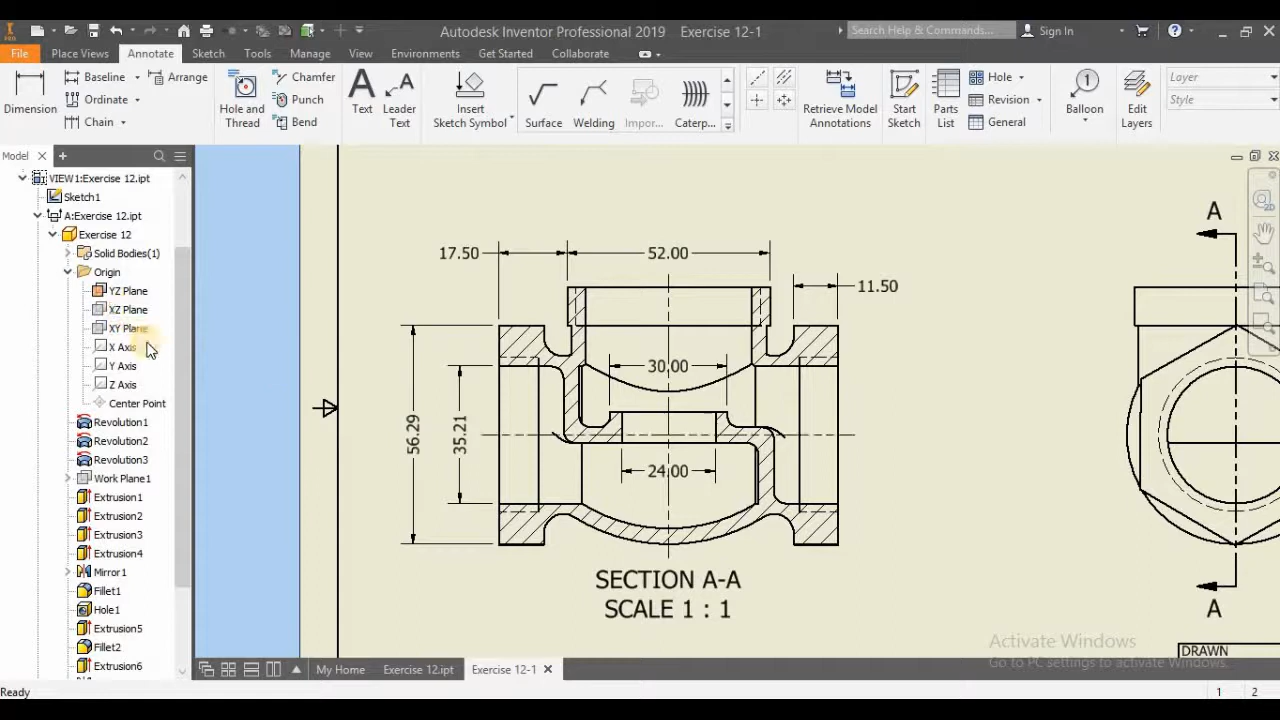 Autodesk Inventor Professional 2019 Exercise 12-1
Search Help & Commands...
Sign In
File Place Views Annotate Sketch Tools Manage View Environments Get Started Collaborate
Dimension
Baseline
Ordinate
Chain
Arrange
Hole and Thread
Chamfer
Punch
Bend
Text
Leader Text
Insert Sketch Symbol
Surface
Welding
Impor...
Caterp...
Retrieve Model Annotations
Start Sketch
Parts List
Hole
Revision
General
Balloon
Edit Layers
Layer
Style
Model
VIEW1:Exercise 12.ipt
Sketch1
A:Exercise 12.ipt
Exercise 12
Solid Bodies(1)
Origin
YZ Plane
XZ Plane
XY Plane
X Axis
Y Axis
Z Axis
Center Point
Revolution1
Revolution2
Revolution3
Work Plane1
Extrusion1
Extrusion2
Extrusion3
Extrusion4
Mirror1
Fillet1
Hole1
Extrusion5
Fillet2
Extrusion6
17.50
52.00
11.50
30.00
56.29
35.21
24.00
SECTION A-A
SCALE 1 : 1
A
A
Activate Windows
Go to PC settings to activate Windows.
DRAWN
My Home Exercise 12.ipt Exercise 12-1
Ready
1 2